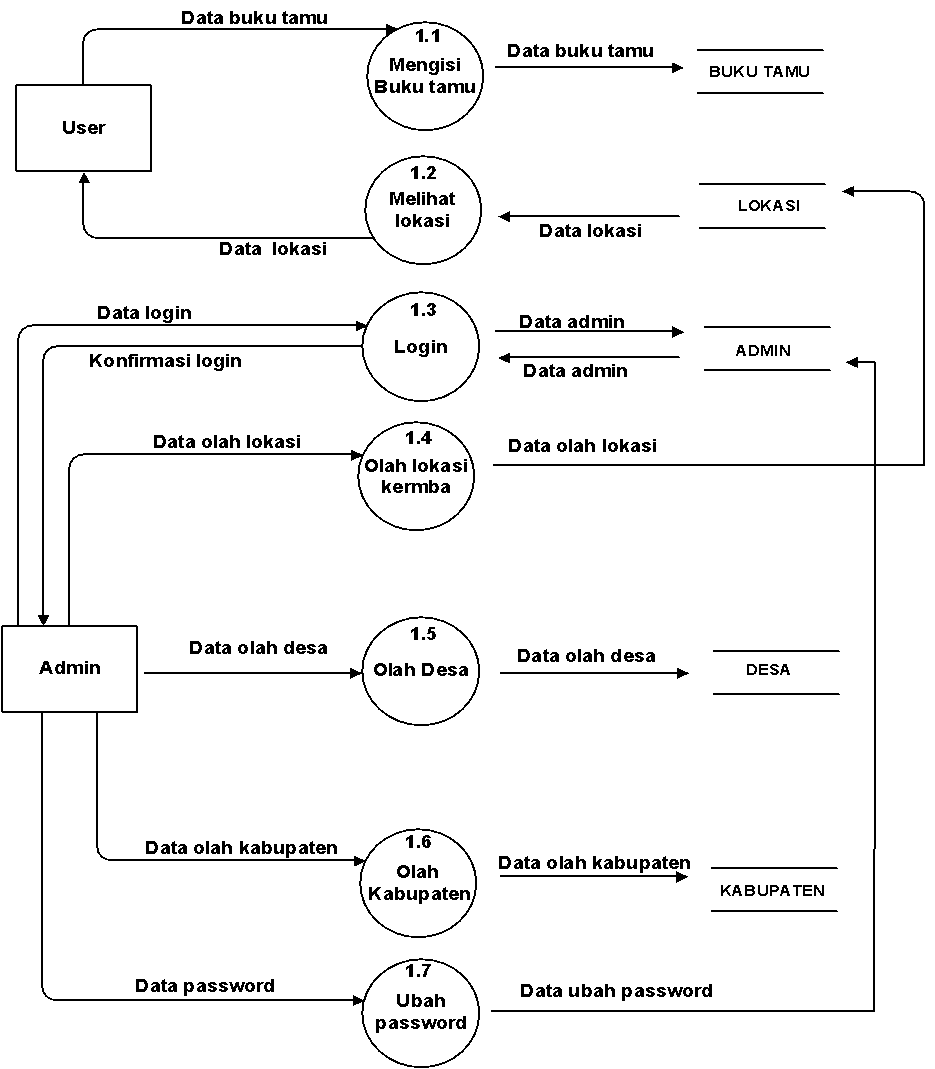 Data buku tamu
1.1
Mengisi
Buku tamu
Data buku tamu
BUKU TAMU
User
1.2
Melihat
lokasi
LOKASI
Data lokasi
Data lokasi
1.3
Login
Data login
Data admin
Konfirmasi login
Data admin
ADMIN
1.4
Olah lokasi
kermba
Data olah lokasi
Data olah lokasi
Admin
Data olah desa
1.5
Olah Desa
Data olah desa
DESA
Data olah kabupaten
1.6
Olah
Kabupaten
Data olah kabupaten
KABUPATEN
Data password
1.7
Ubah
password
Data ubah password